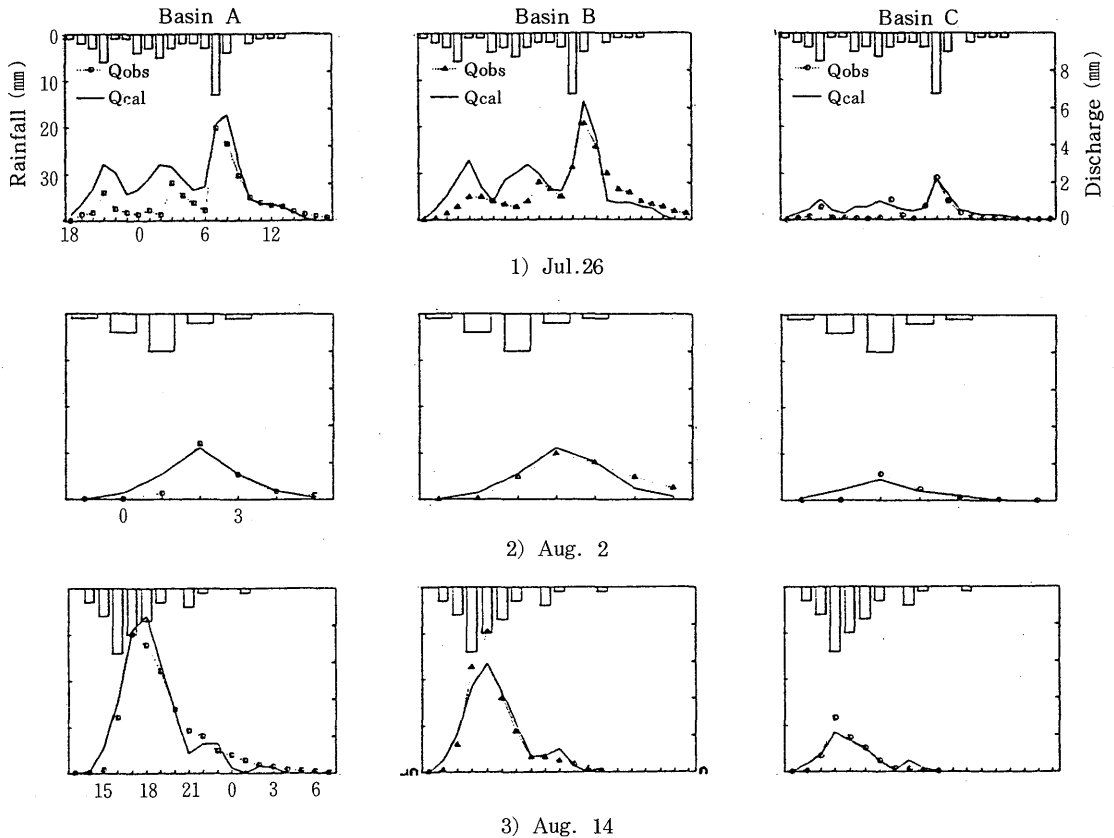 Basin A
Basin B
Basin C
0
10
20
30
Rainfall (mm)
Qobs
Qcal
Qobs
Qcal
Qobs
Qcal
8
6
4
2
0
Discharge (mm)
18 0 6 12
1) Jul.26
0 3
2) Aug. 2
15 18 21 0 3 6
3) Aug. 14